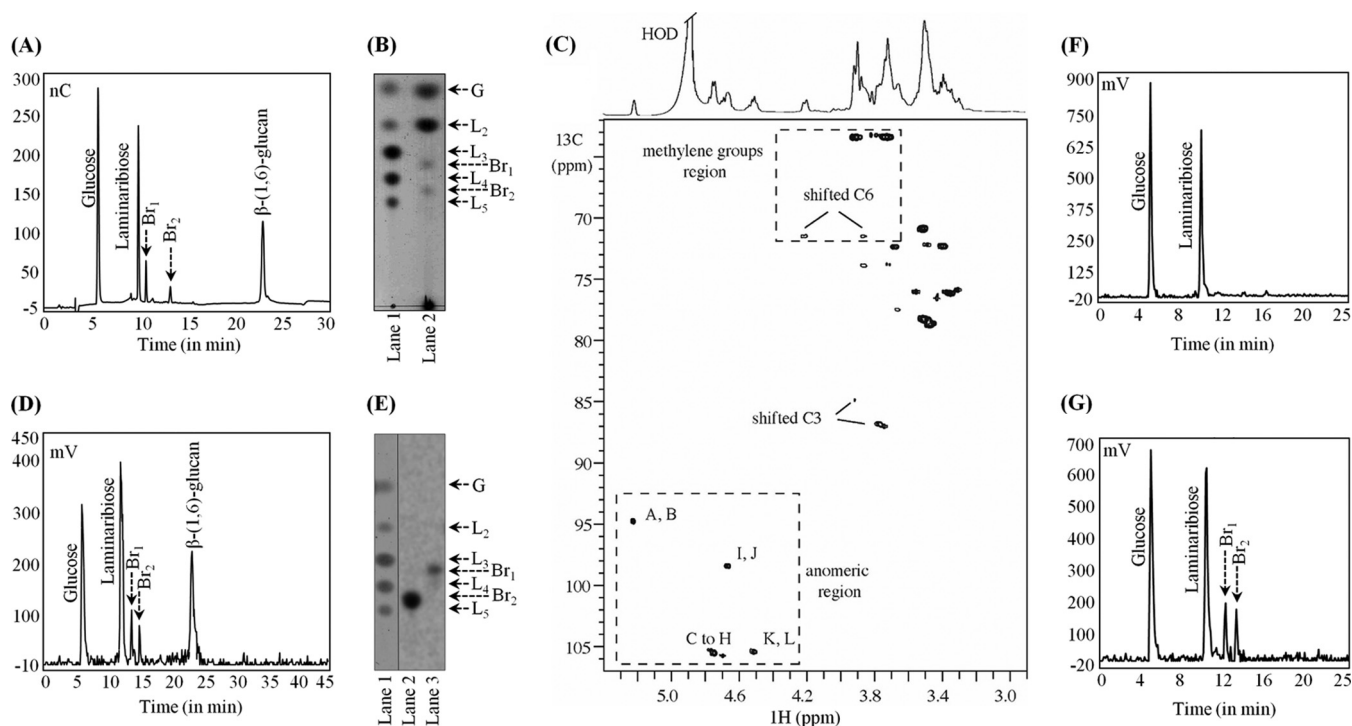 (A)
nC
300
250
200
150
100
50
-5
0
5
10
15
20
25
30
Time (in min)
Glucose
Laminaribiose
Br1
Br2
β-(1,6)-glucan
(B)
G
L2
L3
Br1
L4
Br2
L5
Lane 1
Lane 2
(C)
HOD
13C
(ppm)
methylene groups
region
shifted C6
70
75
80
85
90
95
100
105
shifted C3
A, B
I, J
anomeric
region
C to H
K, L
5.0
4.6
4.2
3.8
3.4
3.0
1H (ppm)
(D)
mV
450
400
300
200
100
-10
0
5
10
15
20
25
30
35
40
45
Time (in min)
Glucose
Laminaribiose
Br1
Br2
β-(1,6)-glucan
(E)
G
L2
L3
Br1
L4
Br2
L5
Lane 1
Lane 2
Lane 3
(F)
mV
900
750
625
500
375
250
125
-20
0
4
8
12
16
20
25
Time (in min)
Glucose
Laminaribiose
(G)
mV
700
600
500
400
300
200
100
-20
0
4
8
12
16
20
25
Time (in min)
Glucose
Laminaribiose
Br1
Br2